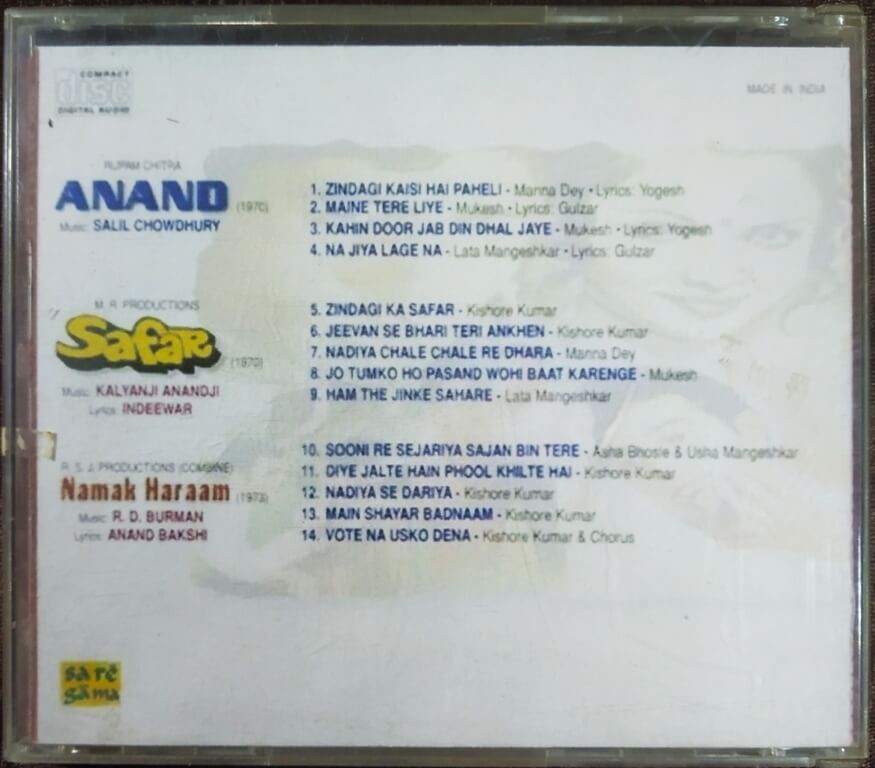 COMPACT
disc
DIGITAL AUDIO
MADE IN INDIA
RUPAM CHITRA
ANAND (1970)
Music: SALIL CHOWDHURY
1. ZINDAGI KAISI HAI PAHELI - Manna Dey • Lyrics: Yogesh
2. MAINE TERE LIYE - Mukesh • Lyrics: Gulzar
3. KAHIN DOOR JAB DIN DHAL JAYE - Mukesh • Lyrics: Yogesh
4. NA JIYA LAGE NA - Lata Mangeshkar • Lyrics: Gulzar
M. R. PRODUCTIONS
Safar (1970)
Music: KALYANJI ANANDJI
Lyrics: INDEEWAR
5. ZINDAGI KA SAFAR - Kishore Kumar
6. JEEVAN SE BHARI TERI ANKHEN - Kishore Kumar
7. NADIYA CHALE CHALE RE DHARA - Manna Dey
8. JO TUMKO HO PASAND WOHI BAAT KARENGE - Mukesh
9. HAM THE JINKE SAHARE - Lata Mangeshkar
R. S. J. PRODUCTIONS (COMBINE)
Namak Haraam (1973)
Music: R. D. BURMAN
Lyrics: ANAND BAKSHI
10. SOONI RE SEJARIYA SAJAN BIN TERE - Asha Bhosle & Usha Mangeshkar
11. DIYE JALTE HAIN PHOOL KHILTE HAI - Kishore Kumar
12. NADIYA SE DARIYA - Kishore Kumar
13. MAIN SHAYAR BADNAAM - Kishore Kumar
14. VOTE NA USKO DENA - Kishore Kumar & Chorus
sa rē
gā ma